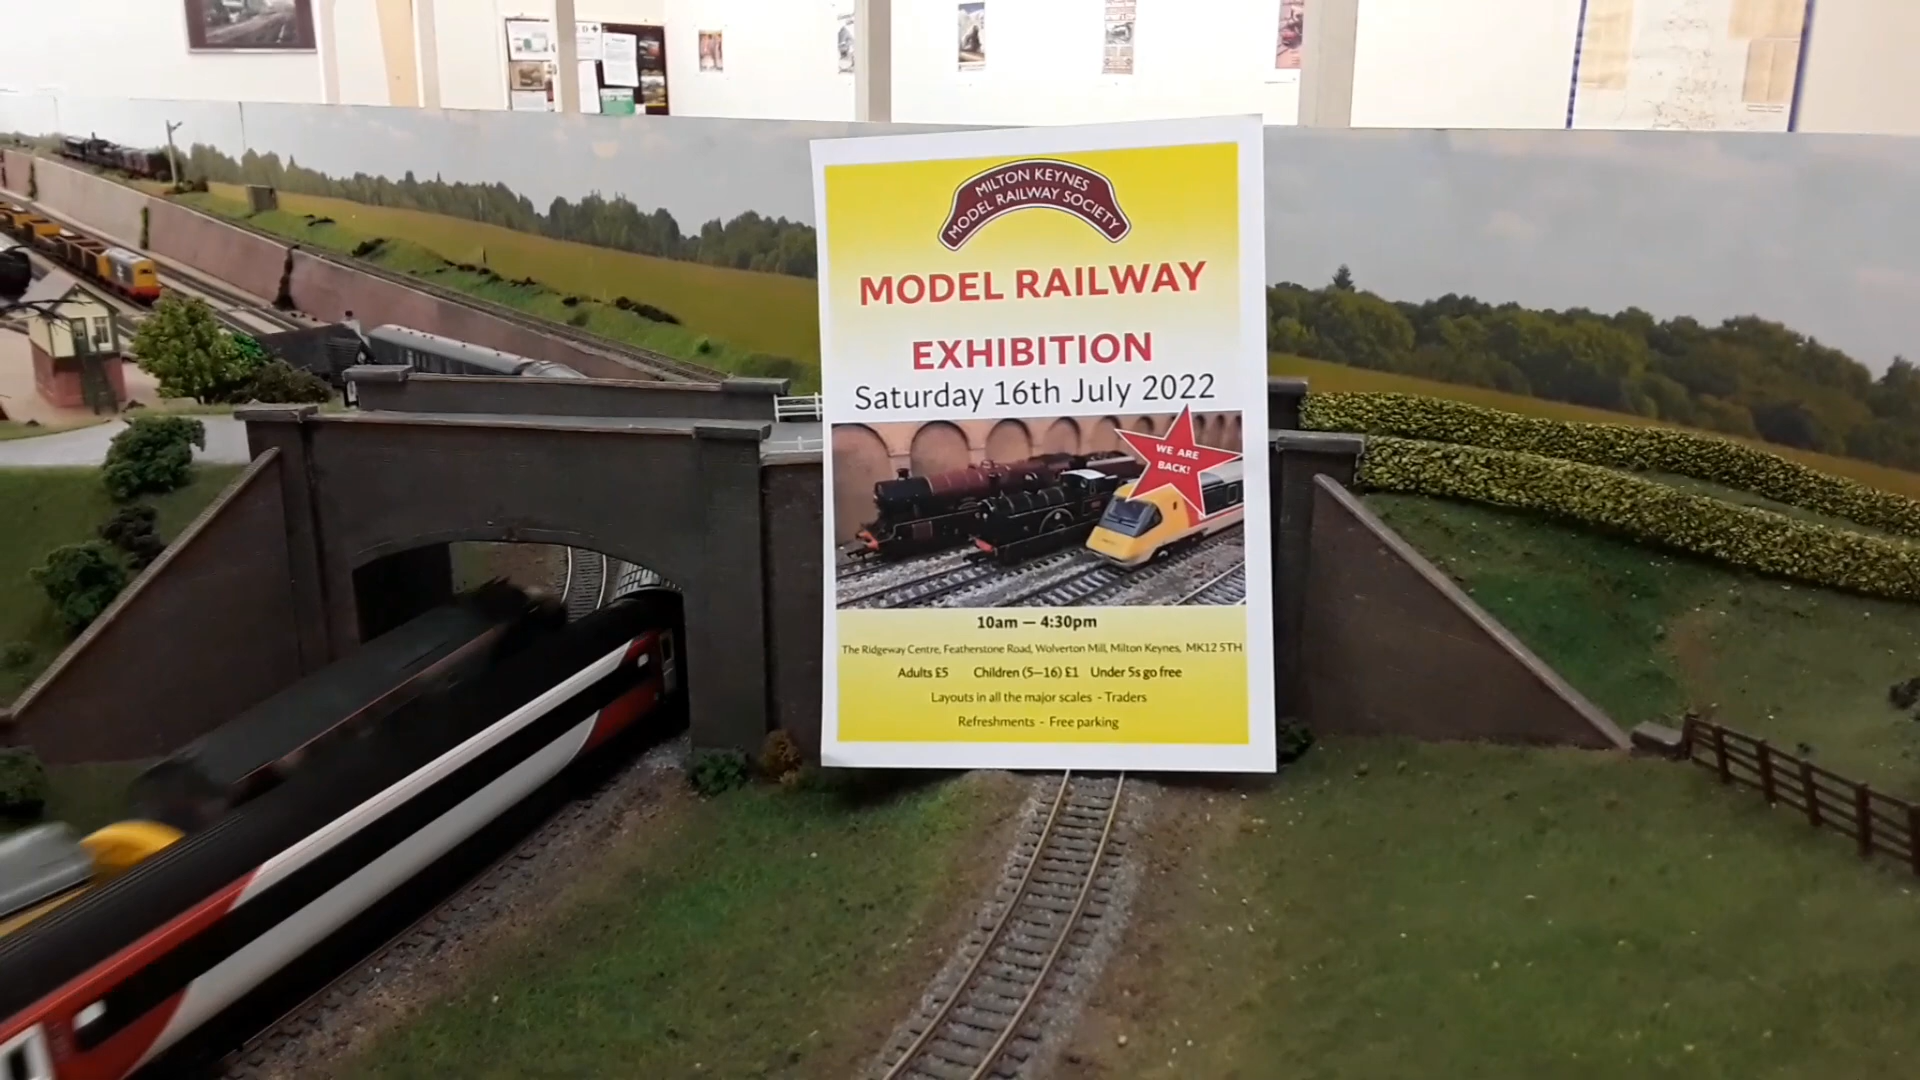 MILTON KEYNES
MODEL RAILWAY SOCIETY
MODEL RAILWAY
EXHIBITION
Saturday 16th July 2022
WE ARE
BACK!
10am — 4:30pm
The Ridgeway Centre, Featherstone Road, Wolverton Mill, Milton Keynes, MK12 5TH
Adults £5 Children (5—16) £1 Under 5s go free
Layouts in all the major scales - Traders
Refreshments - Free parking